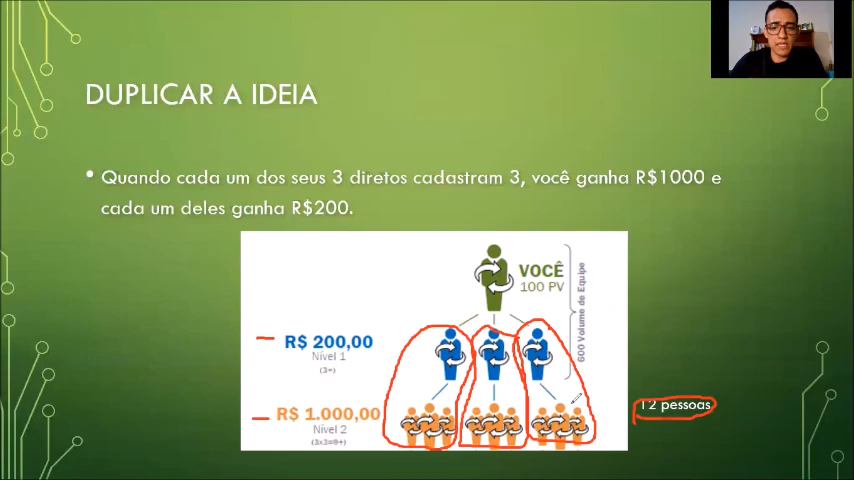 DUPLICAR A IDEIA
• Quando cada um dos seus 3 diretos cadastram 3, você ganha R$1000 e
cada um deles ganha R$200.
VOCÊ
100 PV
600 Volume de Equipe
R$ 200,00
Nível 1
(3+)
R$ 1.000,00
Nível 2
12 pessoas